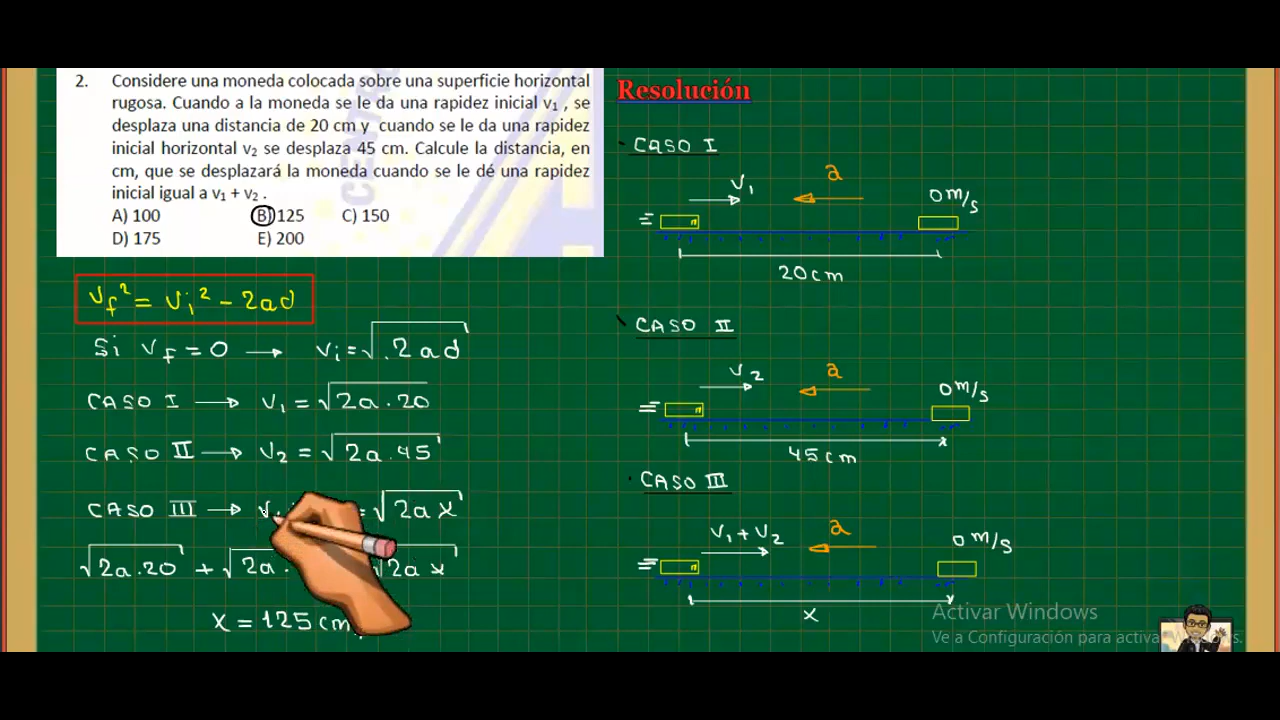 2. Considere una moneda colocada sobre una superficie horizontal
rugosa. Cuando a la moneda se le da una rapidez inicial v₁ , se
desplaza una distancia de 20 cm y cuando se le da una rapidez
inicial horizontal v₂ se desplaza 45 cm. Calcule la distancia, en
cm, que se desplazará la moneda cuando se le dé una rapidez
inicial igual a v₁ + v₂ .
A) 100 B) 125 C) 150
D) 175 E) 200
CENTR
Vf² = Vi² - 2ad
Si Vf = 0 → Vi = √2ad
CASO I → V₁ = √2a.20
CASO II → V₂ = √2a.45
CASO III → V = √2ax
√2a.20 + √2a. √2ax
x = 125 cm
Resolución
CASO I
V₁ a 0 m/s
20cm
CASO II
V₂ a 0 m/s
45cm
CASO III
V₁ + V₂ a 0 m/s
x
Activar Windows
Ve a Configuración para activar Windows.